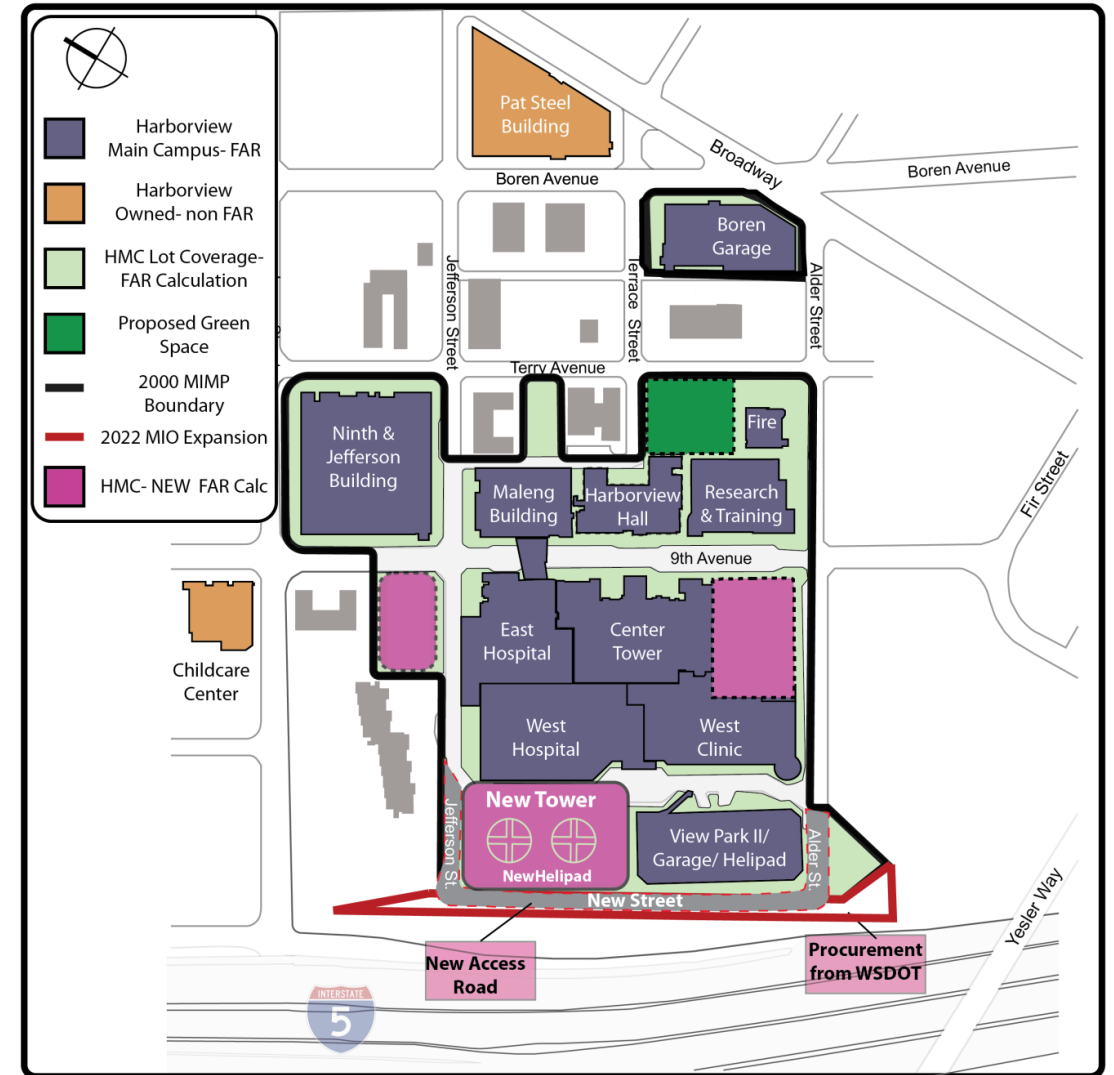 Harborview
Main Campus- FAR
Harborview
Owned- non FAR
HMC Lot Coverage-
FAR Calculation
Proposed Green
Space
2000 MIMP
Boundary
2022 MIO Expansion
HMC- NEW FAR Calc
Pat Steel
Building
Broadway
Boren Avenue
Boren Avenue
Boren
Garage
Jefferson Street
Terrace Street
Alder Street
Terry Avenue
Ninth &
Jefferson
Building
Fire
Maleng
Building
Harborview
Hall
Research
& Training
Fir Street
9th Avenue
East
Hospital
Center
Tower
Childcare
Center
West
Hospital
West
Clinic
New Tower
NewHelipad
Jefferson St.
View Park II/
Garage/ Helipad
Alder St.
New Street
Yesler Way
New Access
Road
Procurement
from WSDOT
INTERSTATE
5